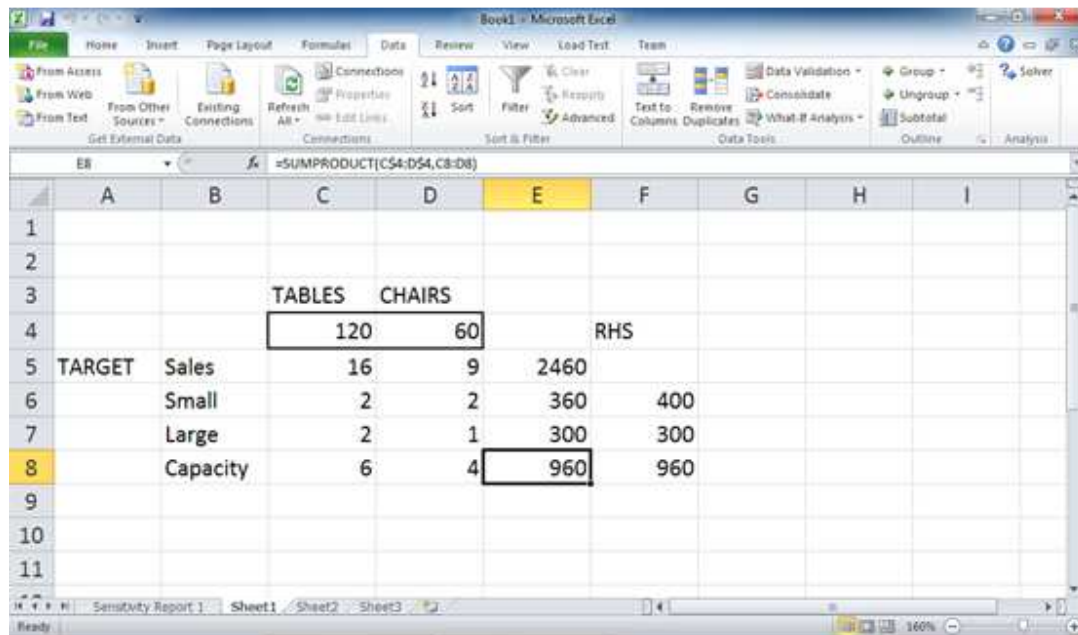 Book1 - Microsoft Excel
File Home Insert Page Layout Formulas Data Review View Load Test Team
From Access
From Web
From Text
From Other Sources
Existing Connections
Get External Data
Refresh All
Connections
Properties
Edit Links
Connections
Sort
Filter
Clear
Reapply
Advanced
Sort & Filter
Text to Columns
Remove Duplicates
Data Validation
Consolidate
What-If Analysis
Data Tools
Group
Ungroup
Subtotal
Outline
Solver
Analysis
E8 fx =SUMPRODUCT(C$4:D$4,C8:D8)
A B C D E F G H I
1
2
3 TABLES CHAIRS
4 120 60 RHS
5 TARGET Sales 16 9 2460
6 Small 2 2 360 400
7 Large 2 1 300 300
8 Capacity 6 4 960 960
9
10
11
Sensitivity Report 1 Sheet1 Sheet2 Sheet3
Ready 160%